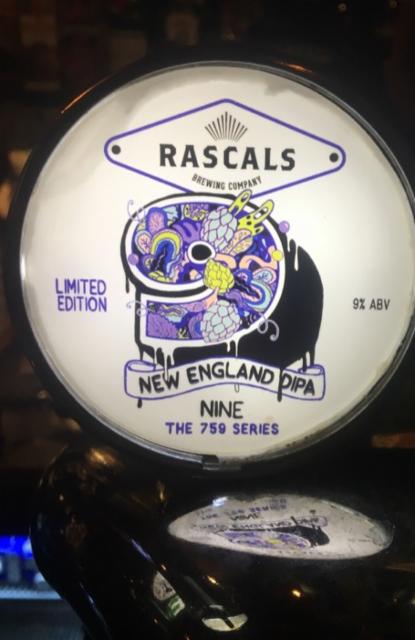 RASCALS
BREWING COMPANY
LIMITED
EDITION
9% ABV
NEW ENGLAND DIPA
NINE
THE 759 SERIES